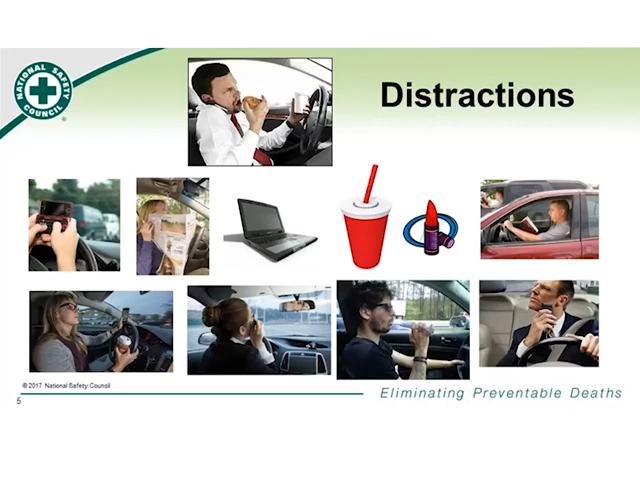 NATIONAL SAFETY
COUNCIL
®
Distractions
© 2017 National Safety Council
Eliminating Preventable Deaths
5